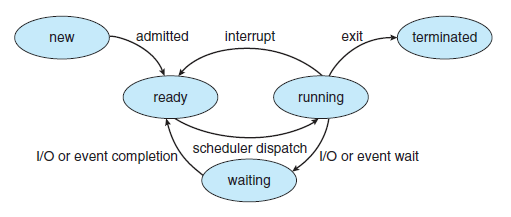 new
admitted
interrupt
exit
terminated
ready
running
scheduler dispatch
I/O or event completion
I/O or event wait
waiting